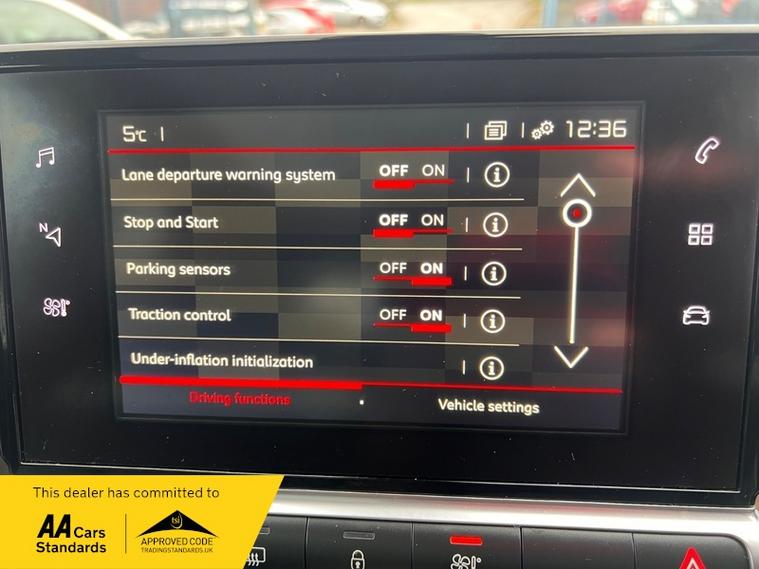 5°C
12:36
Lane departure warning system OFF ON
Stop and Start OFF ON
Parking sensors OFF ON
Traction control OFF ON
Under-inflation initialization
Driving functions
Vehicle settings
N
This dealer has committed to
AA Cars
Standards
tsi
APPROVED CODE
TRADINGSTANDARDS.UK